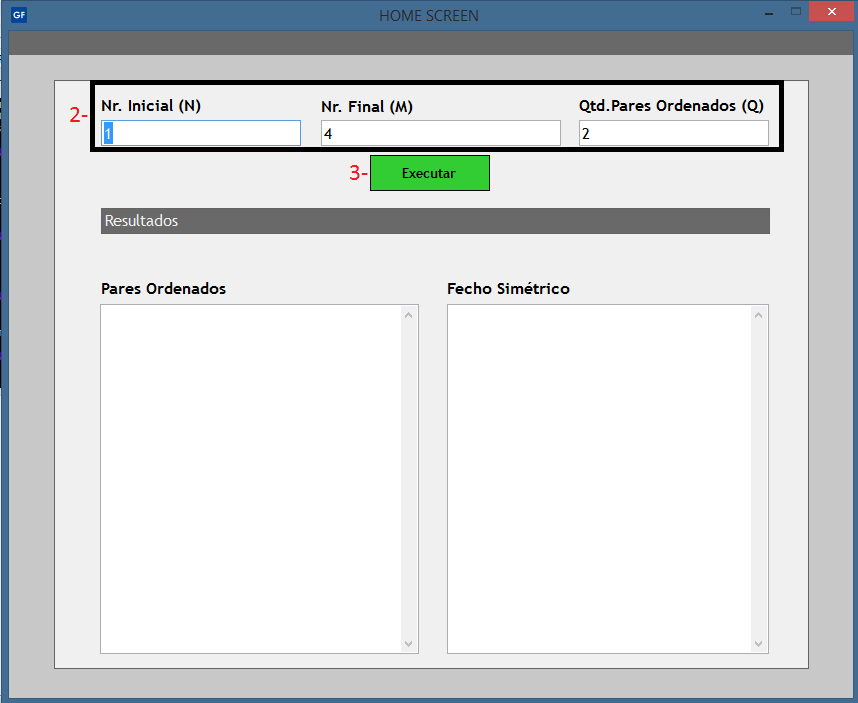 GF HOME SCREEN
Nr. Inicial (N) Nr. Final (M) Qtd.Pares Ordenados (Q)
2- 1 4 2
3- Executar
Resultados
Pares Ordenados Fecho Simétrico